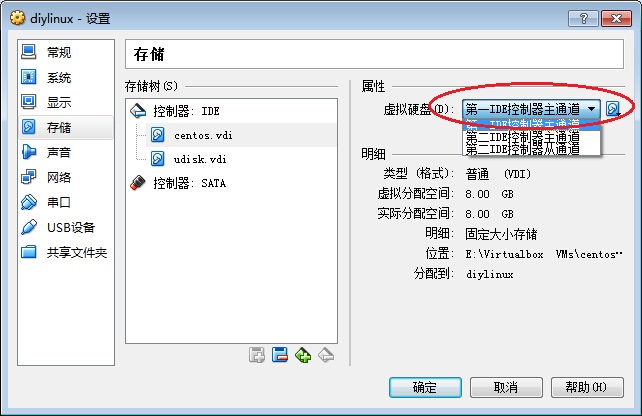 diylinux - 设置
常规
系统
显示
存储
声音
网络
串口
USB设备
共享文件夹
存储
存储树(S)
控制器: IDE
centos.vdi
udisk.vdi
控制器: SATA
属性
虚拟硬盘(D): 第一IDE控制器主通道
第一IDE控制器主通道
第二IDE控制器主通道
第二IDE控制器从通道
明细
类型 (格式): 普通 (VDI)
虚拟分配空间: 8.00 GB
实际分配空间: 8.00 GB
明细: 固定大小存储
位置: E:\Virtualbox VMs\centos…
分配到: diylinux
确定
取消
帮助(H)